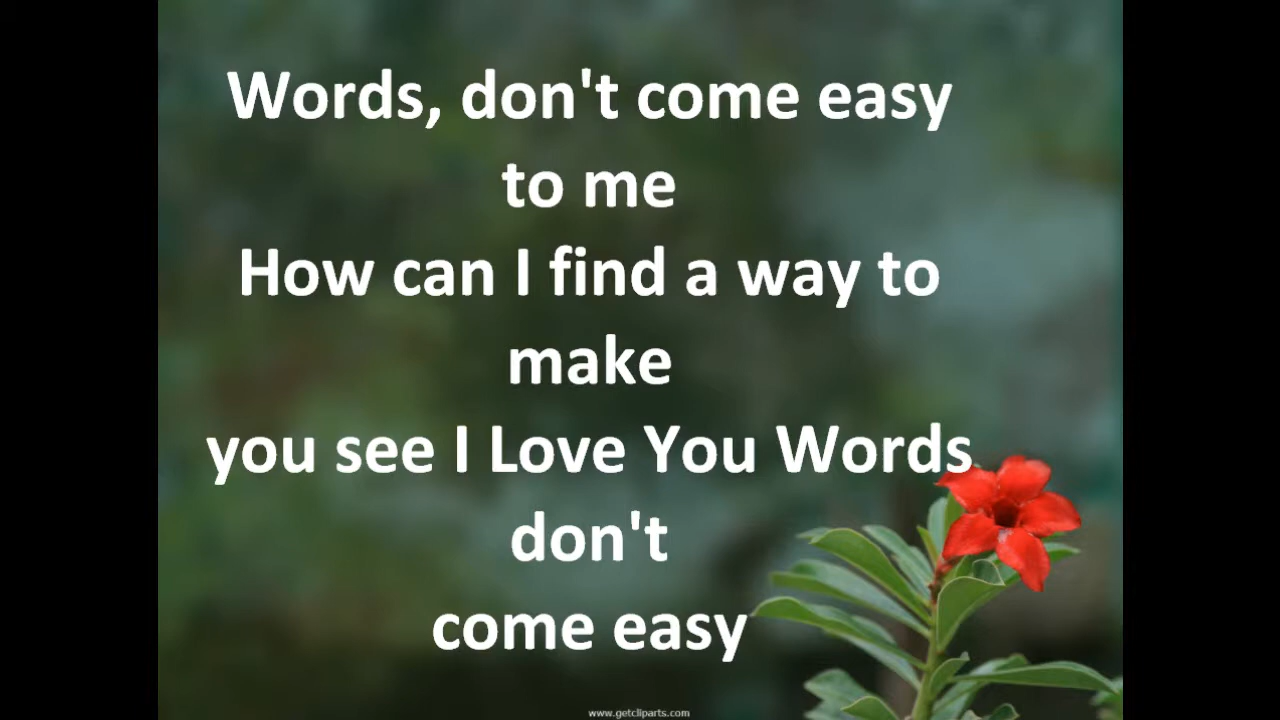 Words, don't come easy
to me
How can I find a way to
make
you see I Love You Words
don't
come easy
www.getcliparts.com